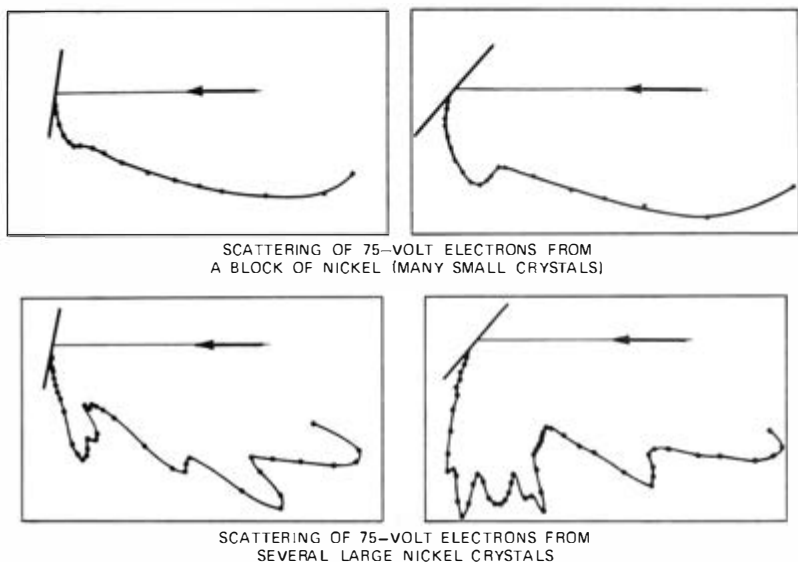 SCATTERING OF 75-VOLT ELECTRONS FROM
A BLOCK OF NICKEL (MANY SMALL CRYSTALS)
SCATTERING OF 75-VOLT ELECTRONS FROM
SEVERAL LARGE NICKEL CRYSTALS